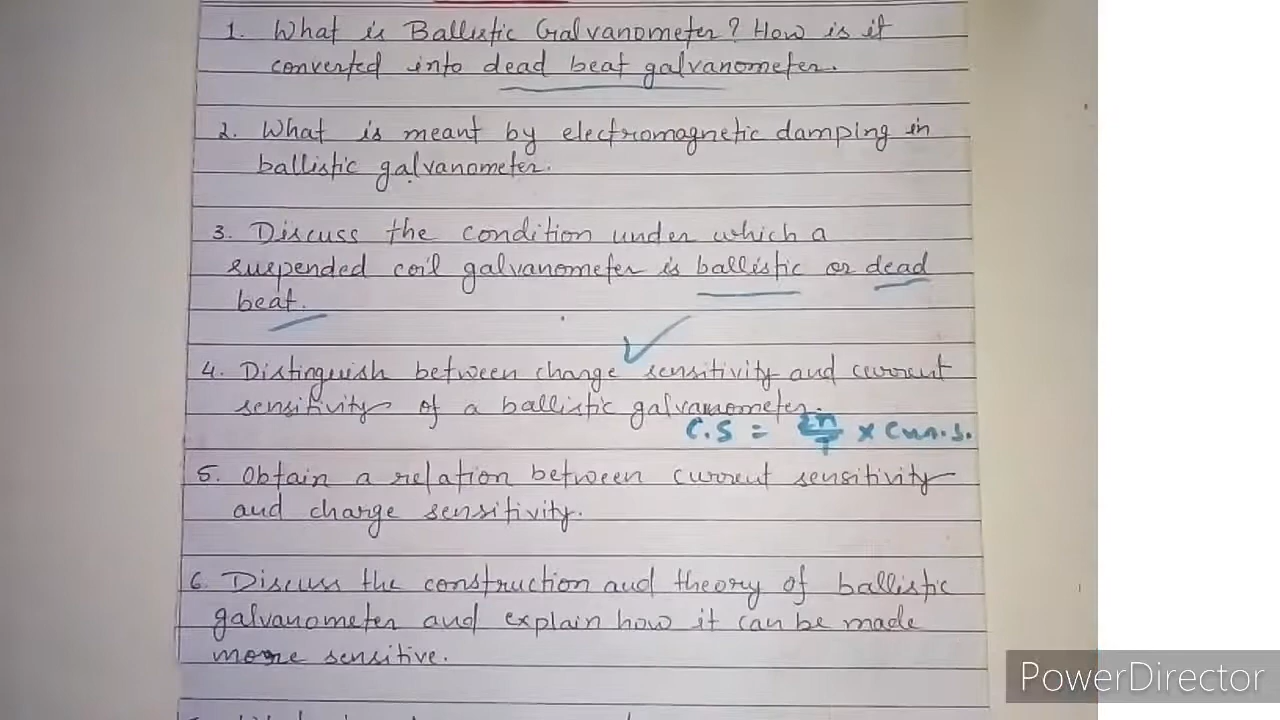 1. What is Ballistic Galvanometer? How is it
converted into dead beat galvanometer.
2. What is meant by electromagnetic damping in
ballistic galvanometer.
3. Discuss the condition under which a
suspended coil galvanometer is ballistic or dead
beat.
4. Distinguish between change sensitivity and current
sensitivity of a ballistic galvanometer.
C.S = 2π/T × Cur.S.
5. Obtain a relation between current sensitivity
and charge sensitivity.
6. Discuss the construction and theory of ballistic
galvanometer and explain how it can be made
more sensitive.
PowerDirector